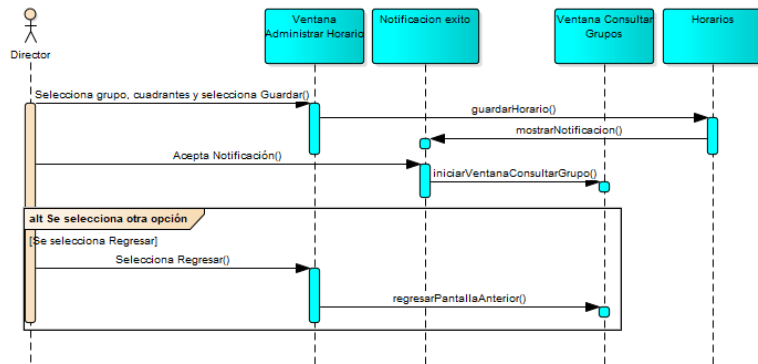 Ventana
Administrar Horario
Notificacion exito
Ventana Consultar
Grupos
Horarios
Director
Selecciona grupo, cuadrantes y selecciona Guardar()
guardarHorario()
mostrarNotificacion()
Acepta Notificación()
iniciarVentanaConsultarGrupo()
alt Se selecciona otra opción
[Se selecciona Regresar]
Selecciona Regresar()
regresarPantallaAnterior()